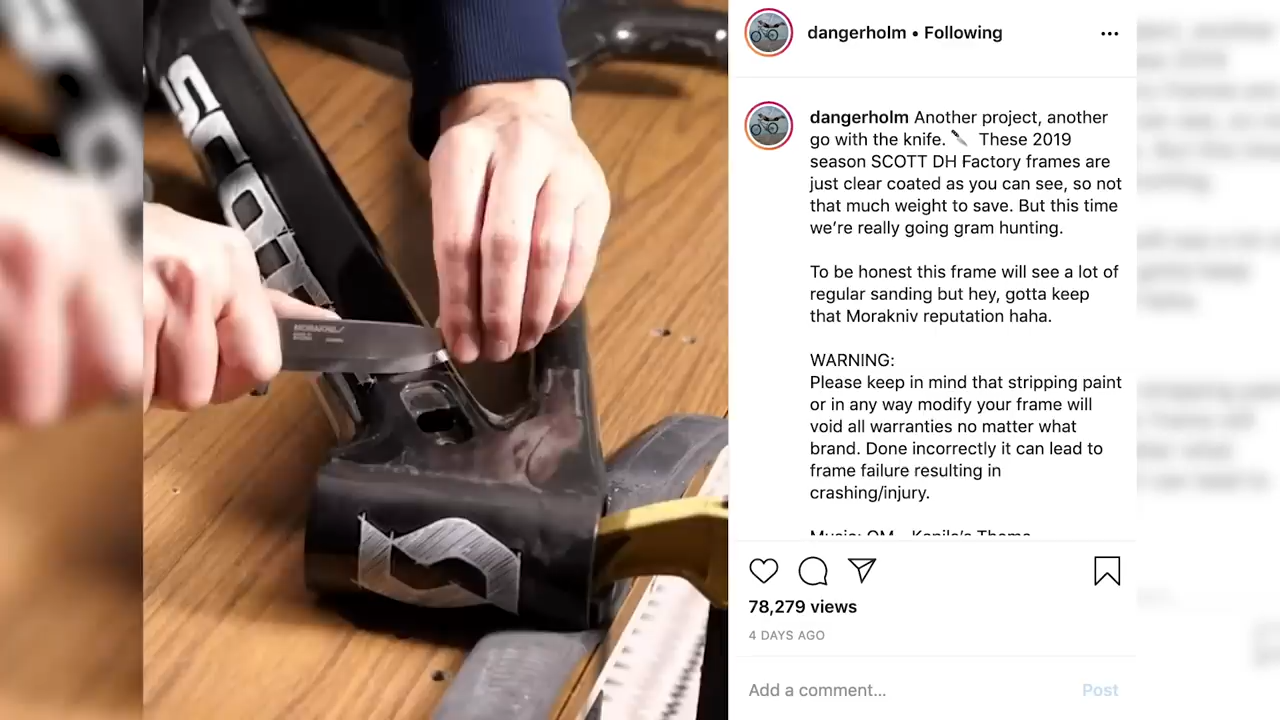 dangerholm • Following
dangerholm Another project, another
go with the knife. 🔪 These 2019
season SCOTT DH Factory frames are
just clear coated as you can see, so not
that much weight to save. But this time
we’re really going gram hunting.
To be honest this frame will see a lot of
regular sanding but hey, gotta keep
that Morakniv reputation haha.
WARNING:
Please keep in mind that stripping paint
or in any way modify your frame will
void all warranties no matter what
brand. Done incorrectly it can lead to
frame failure resulting in
crashing/injury.
78,279 views
4 DAYS AGO
Add a comment...
Post
SCOTT
MORAKNIV